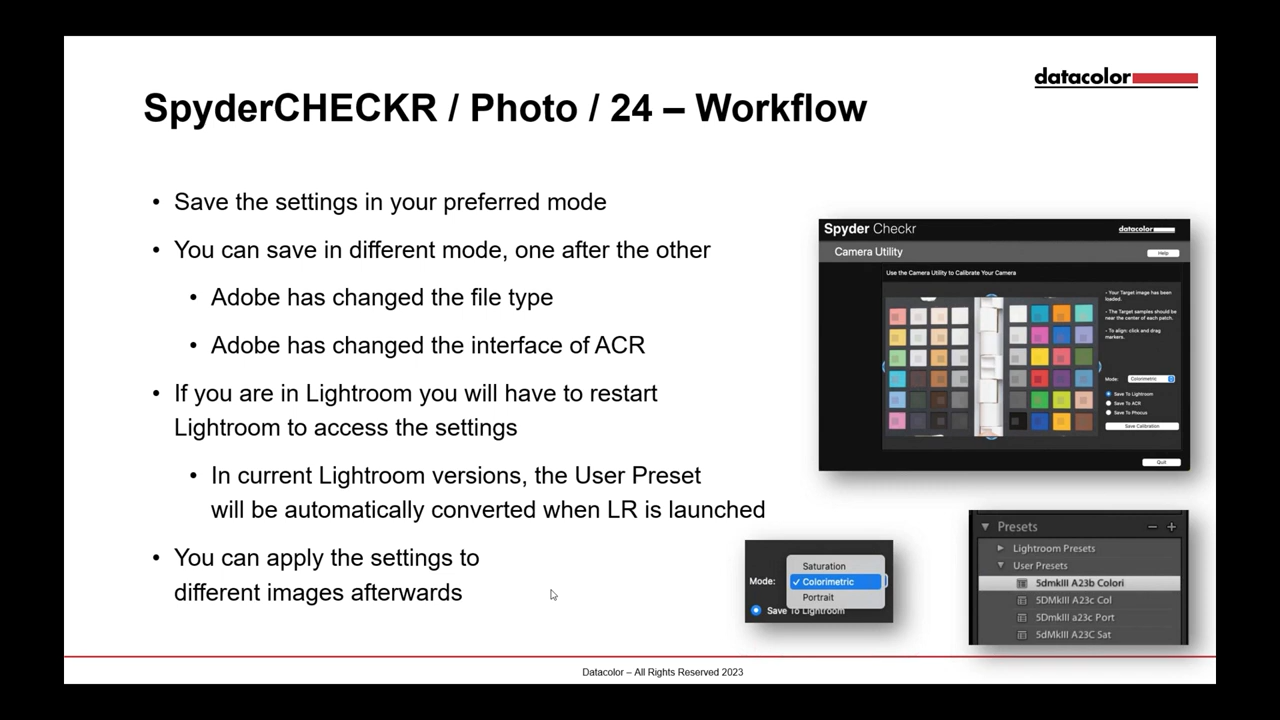 datacolor
SpyderCHECKR / Photo / 24 – Workflow
• Save the settings in your preferred mode
• You can save in different mode, one after the other
• Adobe has changed the file type
• Adobe has changed the interface of ACR
• If you are in Lightroom you will have to restart
Lightroom to access the settings
• In current Lightroom versions, the User Preset
will be automatically converted when LR is launched
• You can apply the settings to
different images afterwards
Spyder Checkr
datacolor
Camera Utility
Help
Use the Camera Utility to Calibrate Your Camera
- Your Target image has been
loaded.
- The Target samples should be
near the center of each patch.
- To align: click and drag
markers.
Mode: Colorimetric
Save To Lightroom
Save To ACR
Save To Phocus
Save Calibration
Quit
Saturation
Mode: ✓ Colorimetric
Portrait
Save To Lightroom
Presets
Lightroom Presets
User Presets
5dmkIII A23b Colori
5DMkIII A23c Col
5Dmkiii a23c Port
5dMkIII A23C Sat
Datacolor – All Rights Reserved 2023